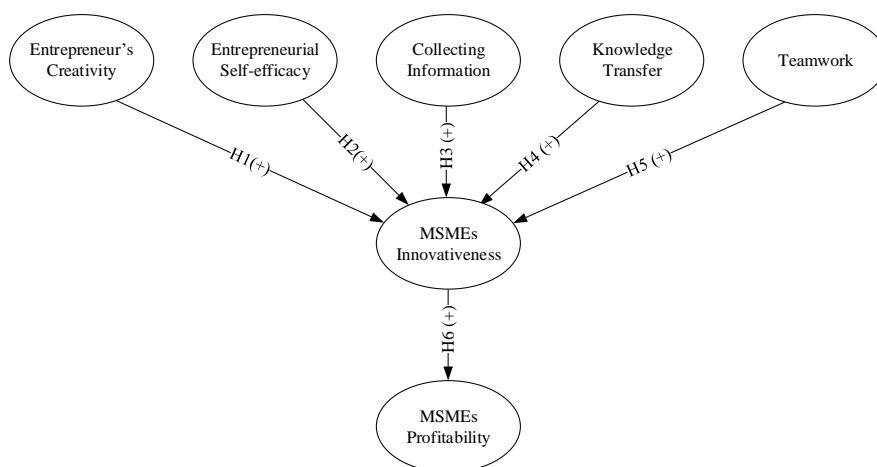 Entrepreneur's
Creativity
Entrepreneurial
Self-efficacy
Collecting
Information
Knowledge
Transfer
Teamwork
H1(+)
H2(+)
H3 (+)
H4 (+)
H5 (+)
MSMEs
Innovativeness
H6 (+)
MSMEs
Profitability